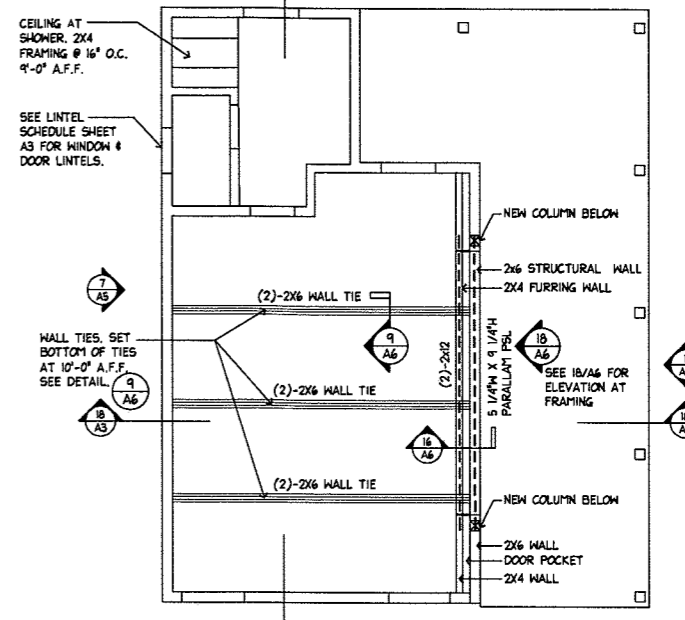 CEILING AT
SHOWER. 2X4
FRAMING @ 16" O.C.
9'-0" A.F.F.
SEE LINTEL
SCHEDULE SHEET
A3 FOR WINDOW &
DOOR LINTELS.
NEW COLUMN BELOW
2x6 STRUCTURAL WALL
2X4 FURRING WALL
7
A5
(2)-2X6 WALL TIE
9
A6
(2)-2x12
5 1/4"W X 9 1/4"H
PARALLAM PSL
18
A6
SEE 18/A6 FOR
ELEVATION AT
FRAMING
WALL TIES. SET
BOTTOM OF TIES
AT 10'-0" A.F.F.
SEE DETAIL.
9
A6
18
A3
(2)-2X6 WALL TIE
16
A6
(2)-2X6 WALL TIE
NEW COLUMN BELOW
2X6 WALL
DOOR POCKET
2X4 WALL